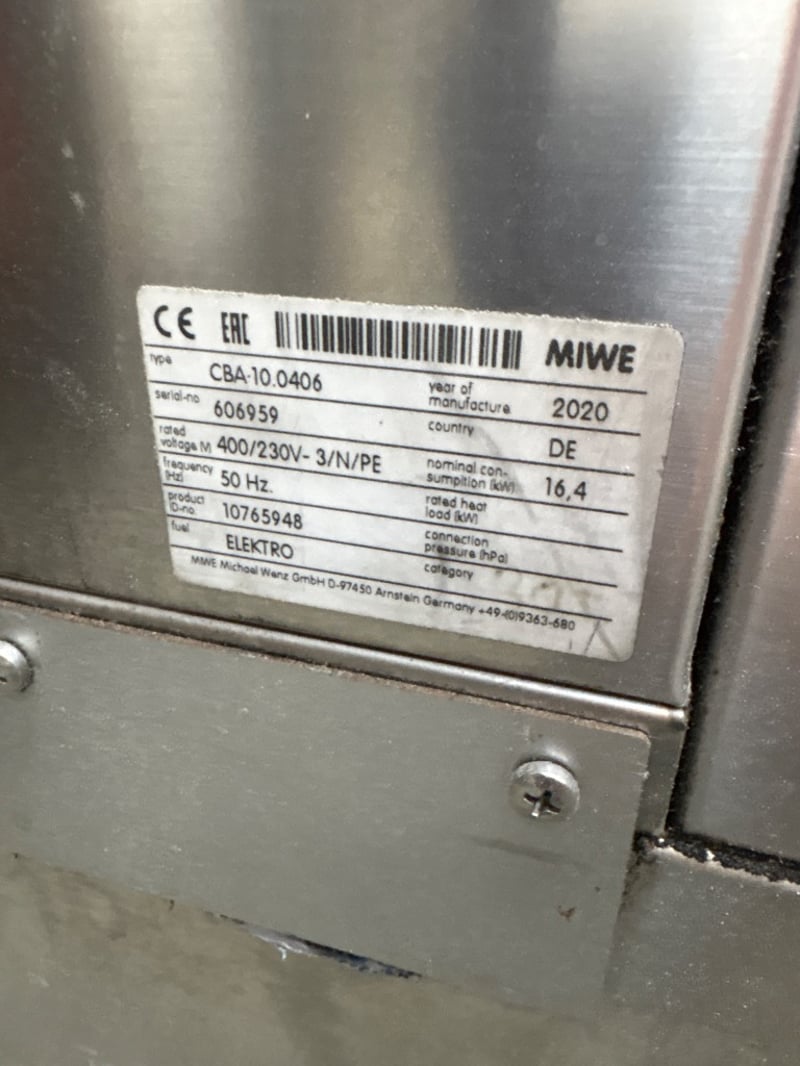 CE EAC MIWE
type CBA-10.0406 year of manufacture 2020
serial-no 606959 country DE
rated voltage M 400/230V- 3/N/PE nominal con-sumpition (kW) 16,4
frequency (Hz) 50 Hz. rated heat load (kW)
product ID-no. 10765948 connection pressure (hPa)
fuel ELEKTRO category
MIWE Michael Wenz GmbH D-97450 Arnstein Germany +49-(0)9363-680